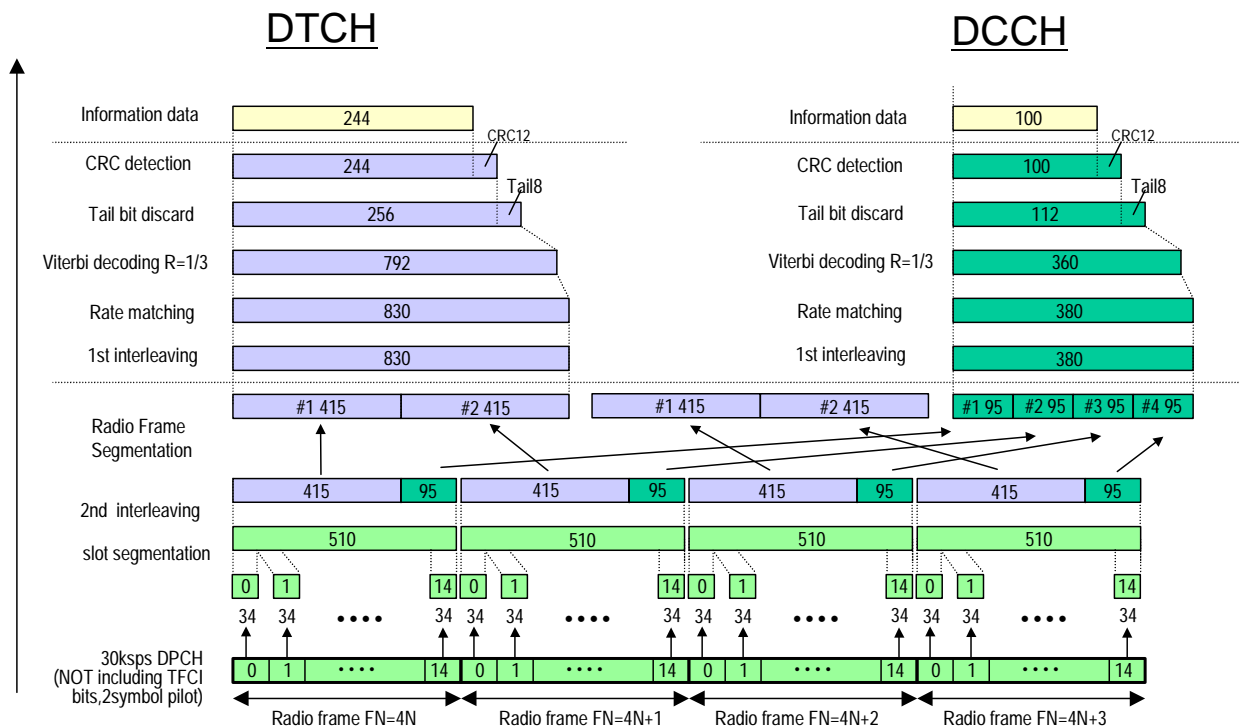 DTCH DCCH
Information data 244 Information data 100
CRC12 CRC12
CRC detection 244 CRC detection 100
Tail8 Tail8
Tail bit discard 256 Tail bit discard 112
Viterbi decoding R=1/3 792 Viterbi decoding R=1/3 360
Rate matching 830 Rate matching 380
1st interleaving 830 1st interleaving 380
#1 415 #2 415 #1 415 #2 415 #1 95 #2 95 #3 95 #4 95
Radio Frame
Segmentation
415 95 415 95 415 95 415 95
2nd interleaving
510 510 510 510
slot segmentation
0 1 14 0 1 14 0 1 14 0 1 14
34 34 •••• 34 34 34 •••• 34 34 34 •••• 34 34 34 •••• 34
30ksps DPCH
(NOT including TFCI
bits,2symbol pilot)
0 1 •••• 14 0 1 •••• 14 0 1 •••• 14 0 1 •••• 14
Radio frame FN=4N Radio frame FN=4N+1 Radio frame FN=4N+2 Radio frame FN=4N+3